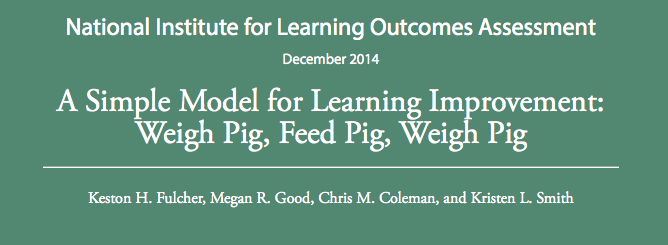 National Institute for Learning Outcomes Assessment
December 2014
A Simple Model for Learning Improvement:
Weigh Pig, Feed Pig, Weigh Pig
Keston H. Fulcher, Megan R. Good, Chris M. Coleman, and Kristen L. Smith